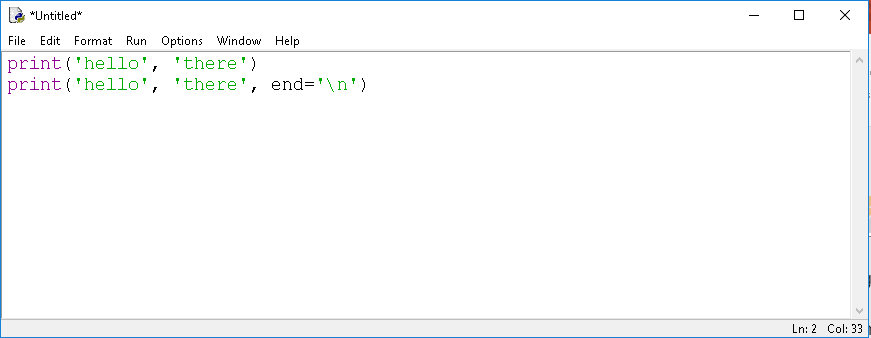 *Untitled*
File Edit Format Run Options Window Help
print('hello', 'there')
print('hello', 'there', end='\n')
Ln: 2 Col: 33